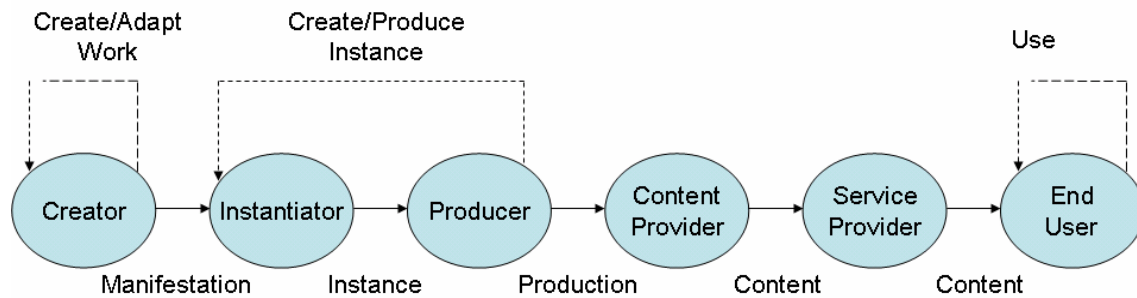 Create/Adapt
Work
Create/Produce
Instance
Use
Creator
Instantiator
Producer
Content
Provider
Service
Provider
End
User
Manifestation
Instance
Production
Content
Content